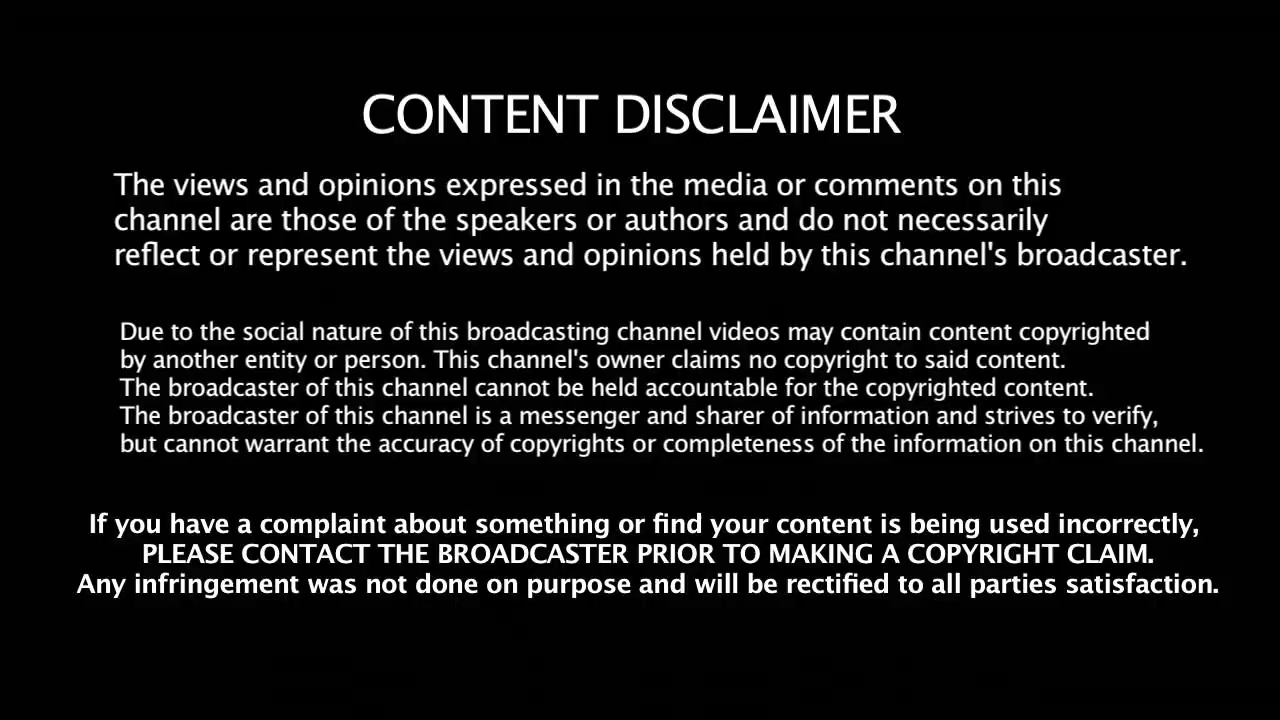 CONTENT DISCLAIMER
The views and opinions expressed in the media or comments on this
channel are those of the speakers or authors and do not necessarily
reflect or represent the views and opinions held by this channel's broadcaster.
Due to the social nature of this broadcasting channel videos may contain content copyrighted
by another entity or person. This channel's owner claims no copyright to said content.
The broadcaster of this channel cannot be held accountable for the copyrighted content.
The broadcaster of this channel is a messenger and sharer of information and strives to verify,
but cannot warrant the accuracy of copyrights or completeness of the information on this channel.
If you have a complaint about something or find your content is being used incorrectly,
PLEASE CONTACT THE BROADCASTER PRIOR TO MAKING A COPYRIGHT CLAIM.
Any infringement was not done on purpose and will be rectified to all parties satisfaction.